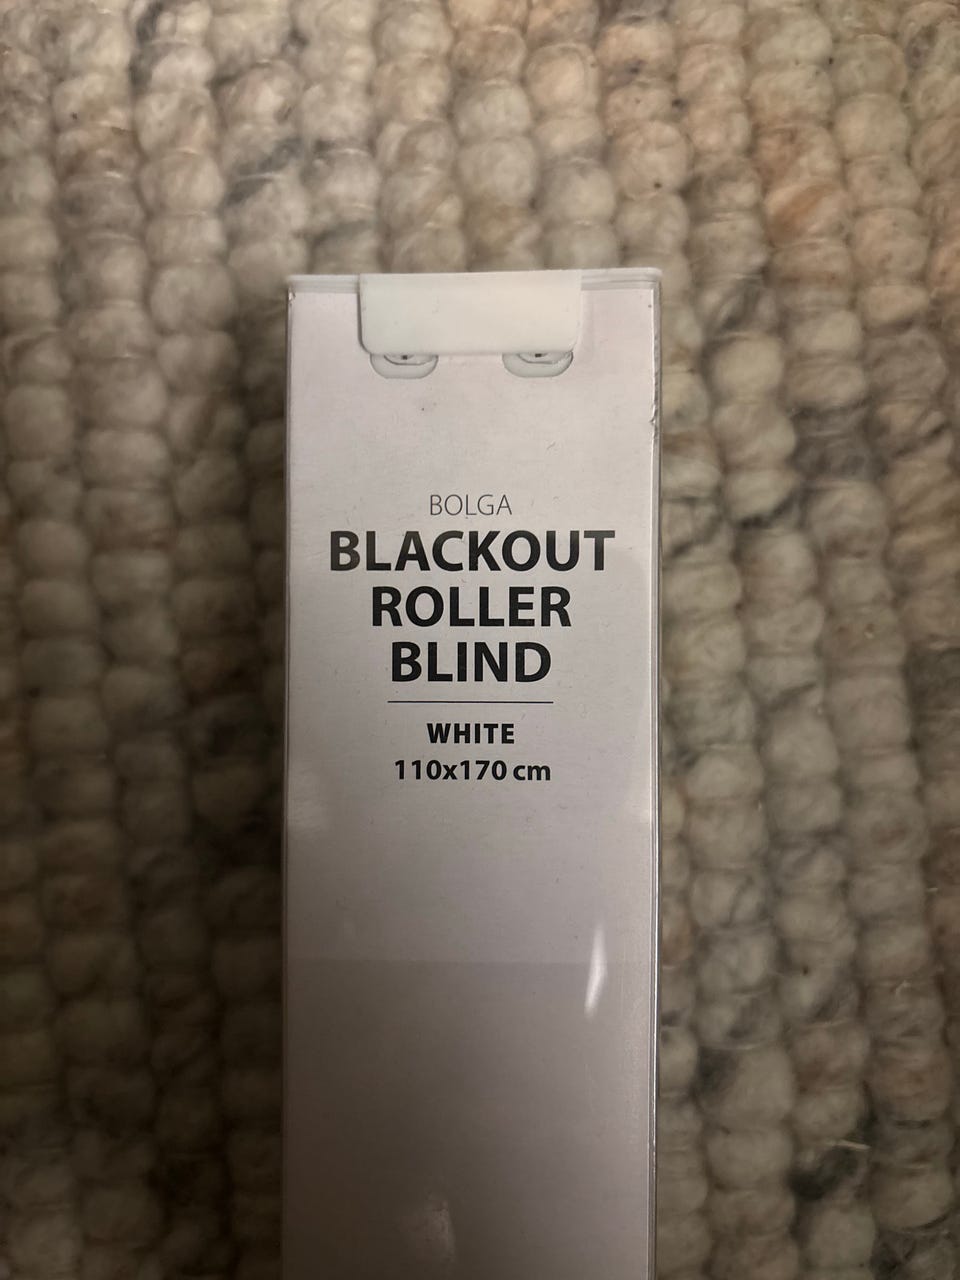 BOLGA
BLACKOUT
ROLLER
BLIND
WHITE
110x170 cm